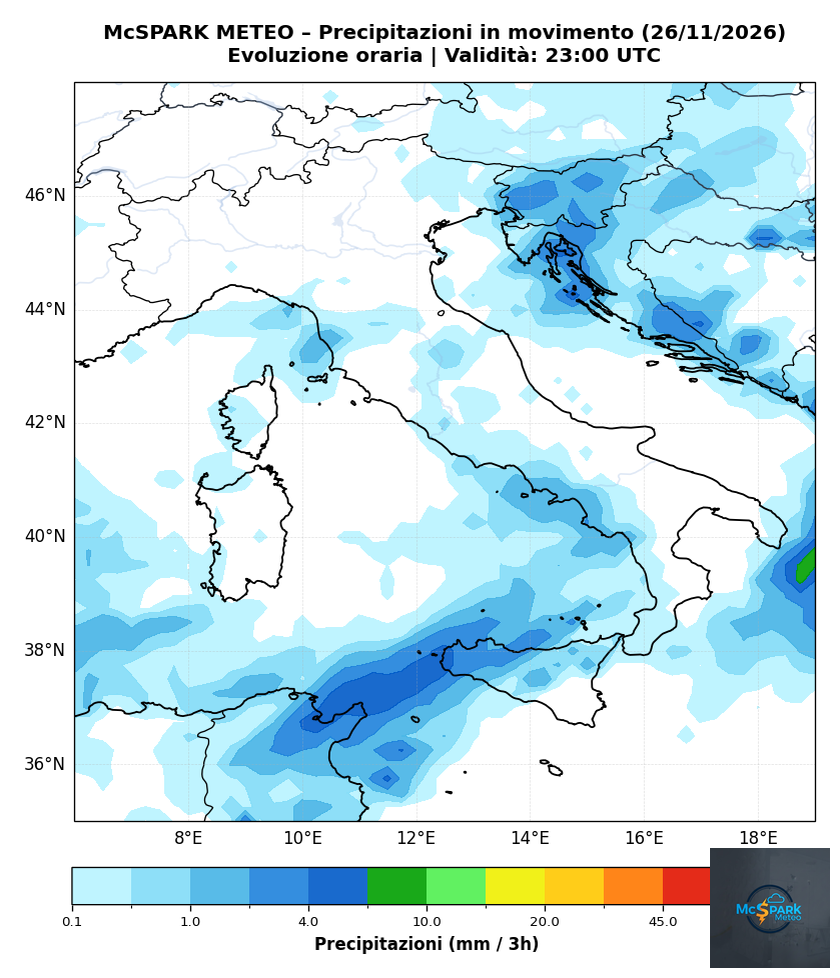 McSPARK METEO – Precipitazioni in movimento (26/11/2026)
Evoluzione oraria | Validità: 23:00 UTC
46°N
44°N
42°N
40°N
38°N
36°N
8°E 10°E 12°E 14°E 16°E 18°E
0.1 1.0 4.0 10.0 20.0 45.0
Precipitazioni (mm / 3h)
McSPARK
Meteo